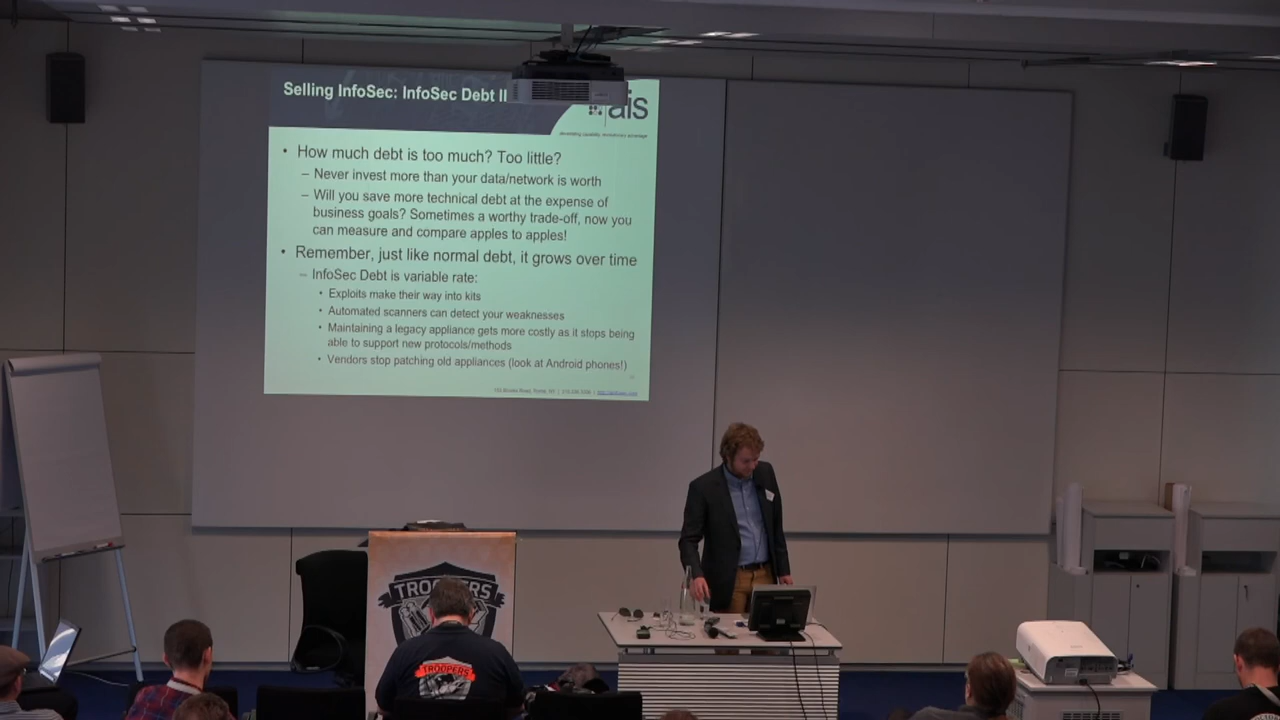 Selling InfoSec: InfoSec Debt II
ais
• How much debt is too much? Too little?
– Never invest more than your data/network is worth
– Will you save more technical debt at the expense of
business goals? Sometimes a worthy trade-off, now you
can measure and compare apples to apples!
• Remember, just like normal debt, it grows over time
– InfoSec Debt is variable rate:
• Exploits make their way into kits
• Automated scanners can detect your weaknesses
• Maintaining a legacy appliance gets more costly as it stops being
able to support new protocols/methods
• Vendors stop patching old appliances (look at Android phones!)
TROOPERS
TROOPERS